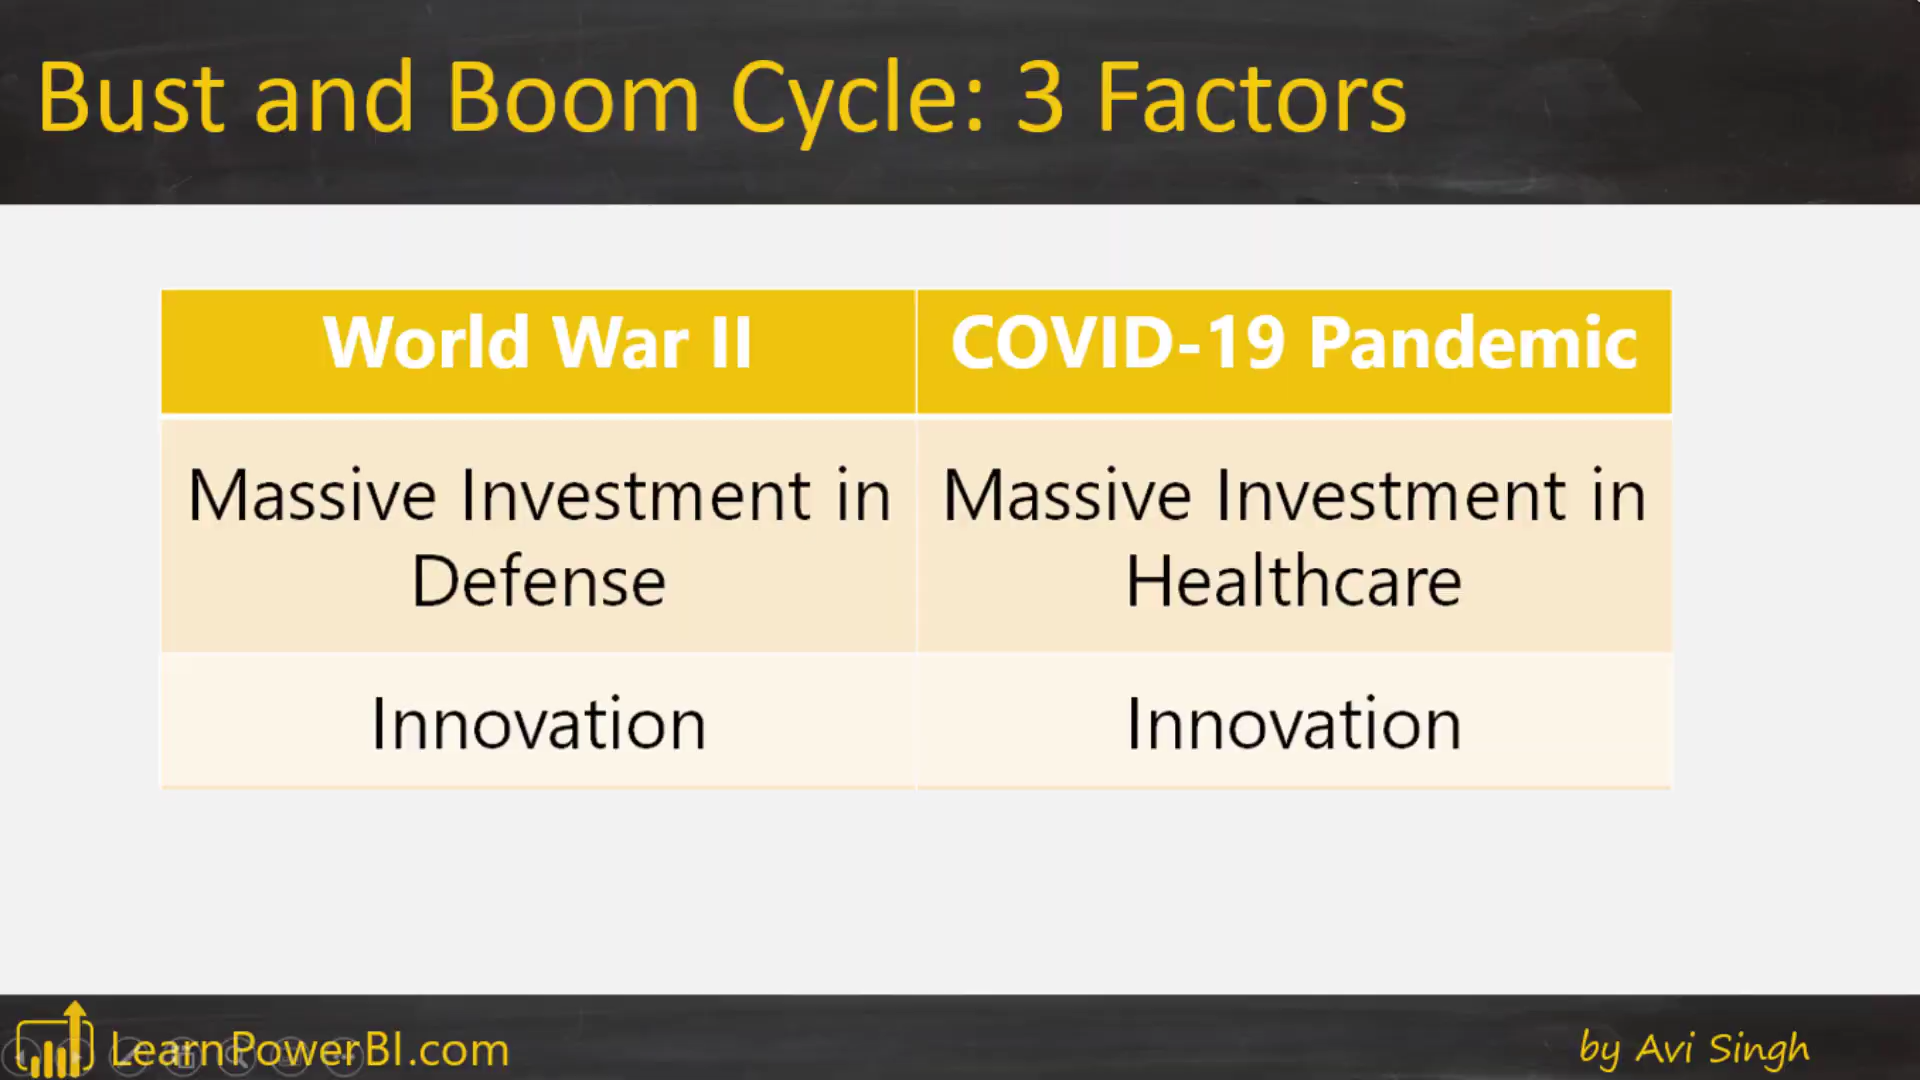 Bust and Boom Cycle: 3 Factors
World War II
COVID-19 Pandemic
Massive Investment in
Defense
Massive Investment in
Healthcare
Innovation
Innovation
LearnPowerBI.com
by Avi Singh